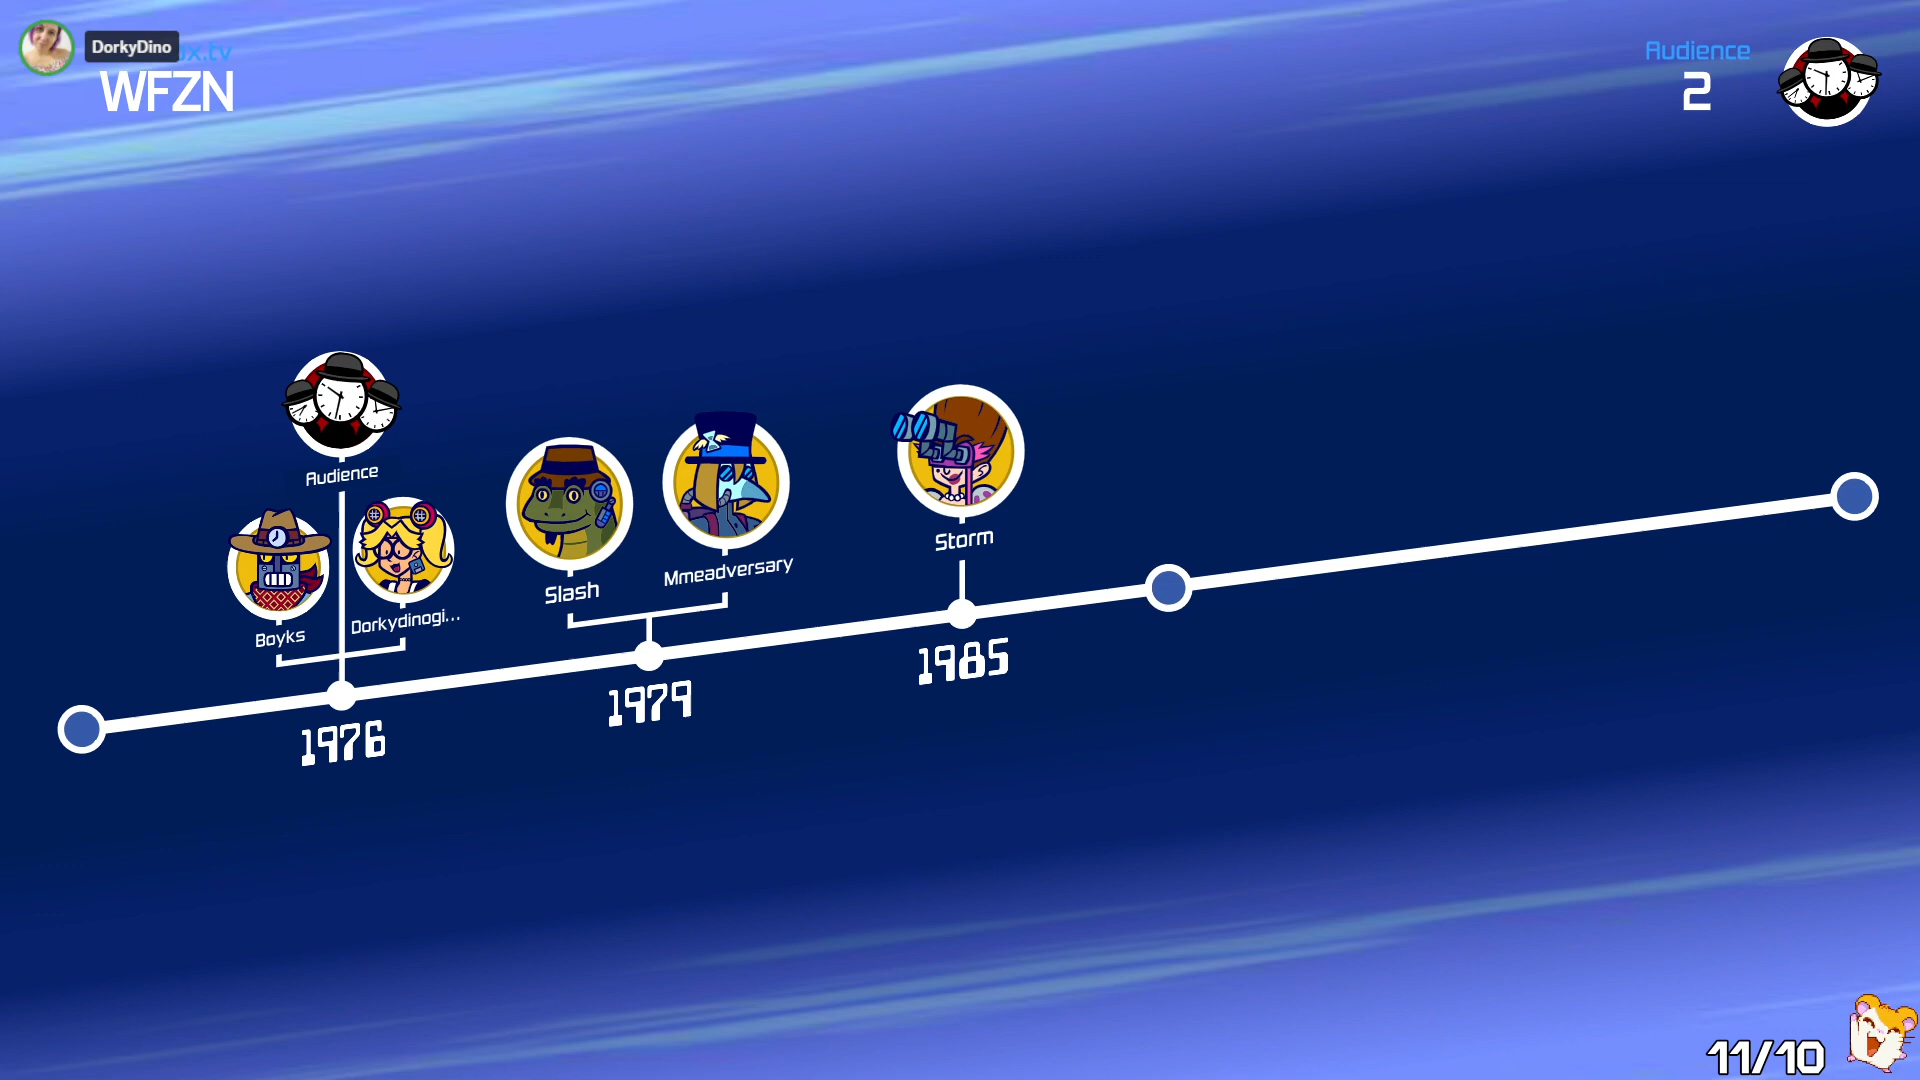 DorkyDino
WFZN
Audience
2
Audience
Boyks
Dorkydinogi...
Slash
Mmeadversary
Storm
1976
1979
1985
11/10